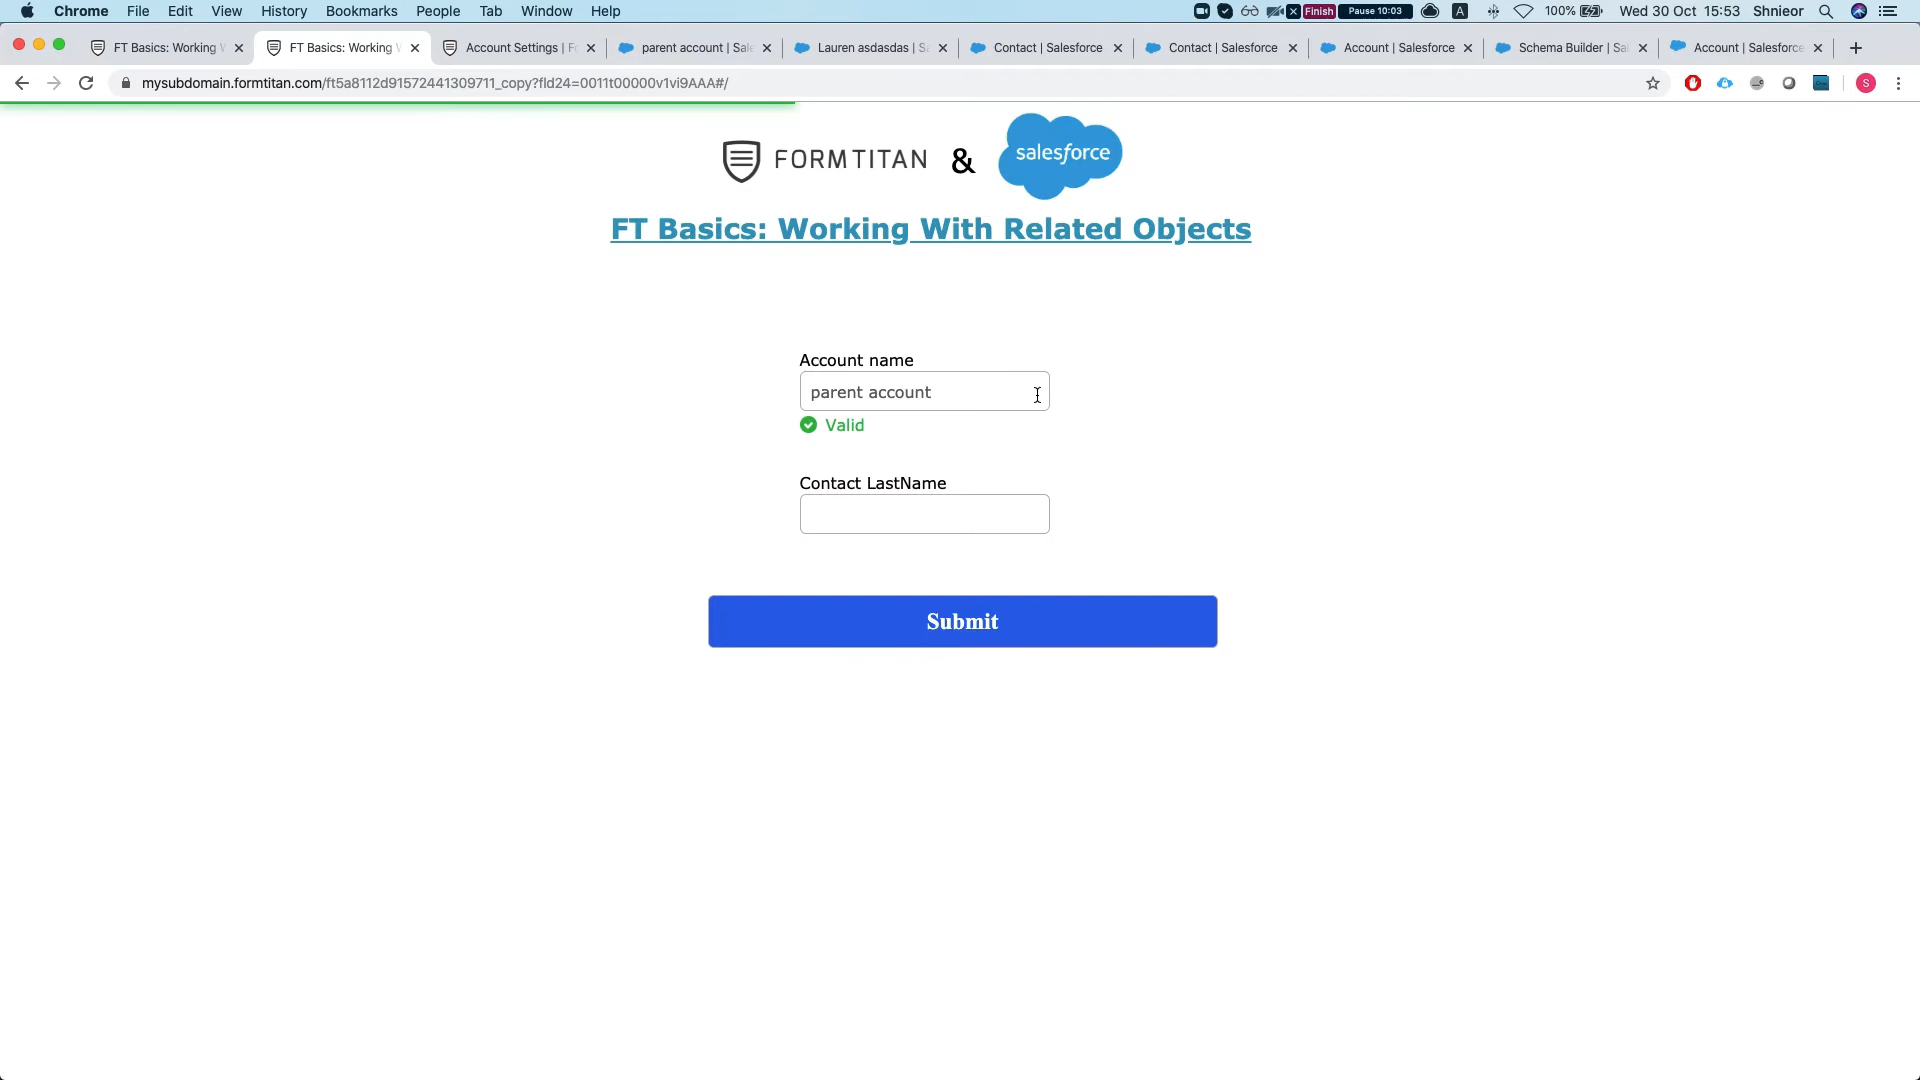 Chrome File Edit View History Bookmarks People Tab Window Help Finish Pause 10:03 A 100% Wed 30 Oct 15:53 Shnieor
FT Basics: Working FT Basics: Working Account Settings | parent account | Lauren asdasdas | Contact | Salesforce Contact | Salesforce Account | Salesforce Schema Builder | Account | Salesforce
mysubdomain.formtitan.com/ft5a8112d91572441309711_copy?fld24=0011t00000v1vi9AAA#/ S
FORMTITAN & salesforce
FT Basics: Working With Related Objects
Account name
parent account
Valid
Contact LastName
Submit